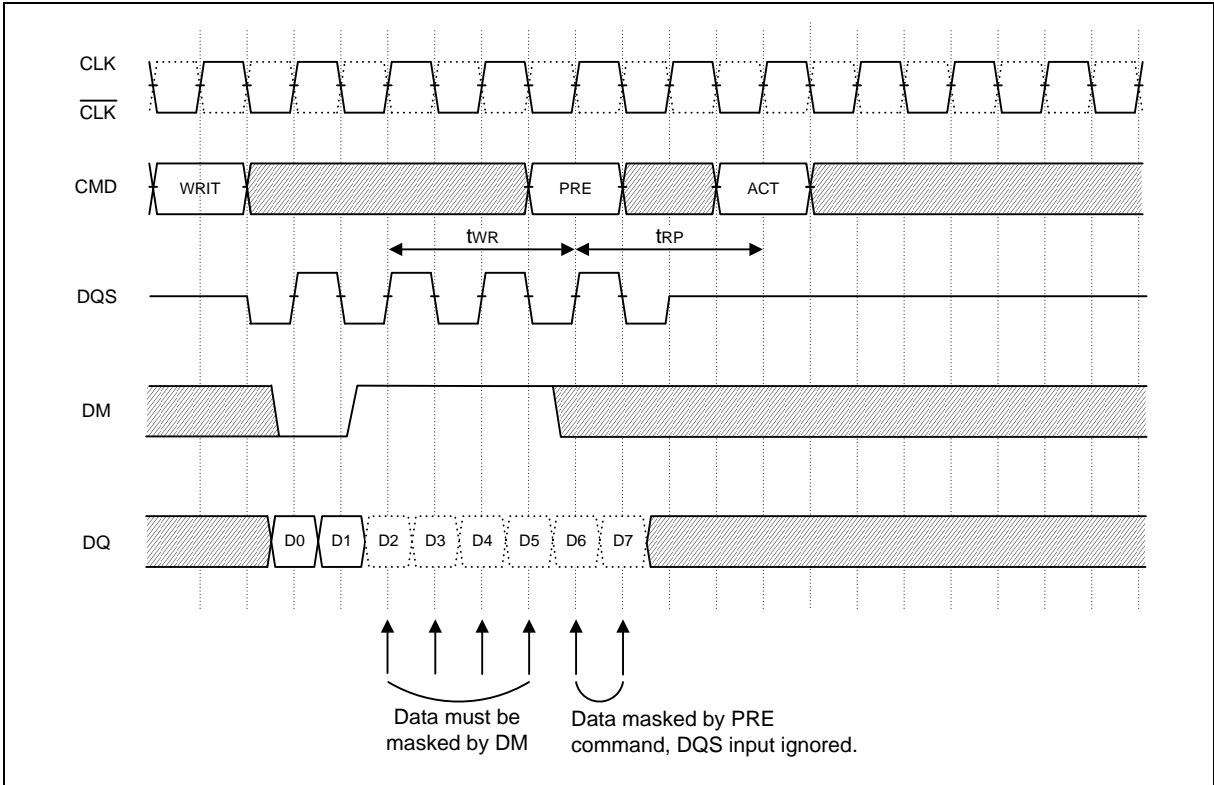 CLK
CLK
CMD
WRIT
PRE
ACT
tWR
tRP
DQS
DM
DQ
D0 D1 D2 D3 D4 D5 D6 D7
Data must be
masked by DM
Data masked by PRE
command, DQS input ignored.